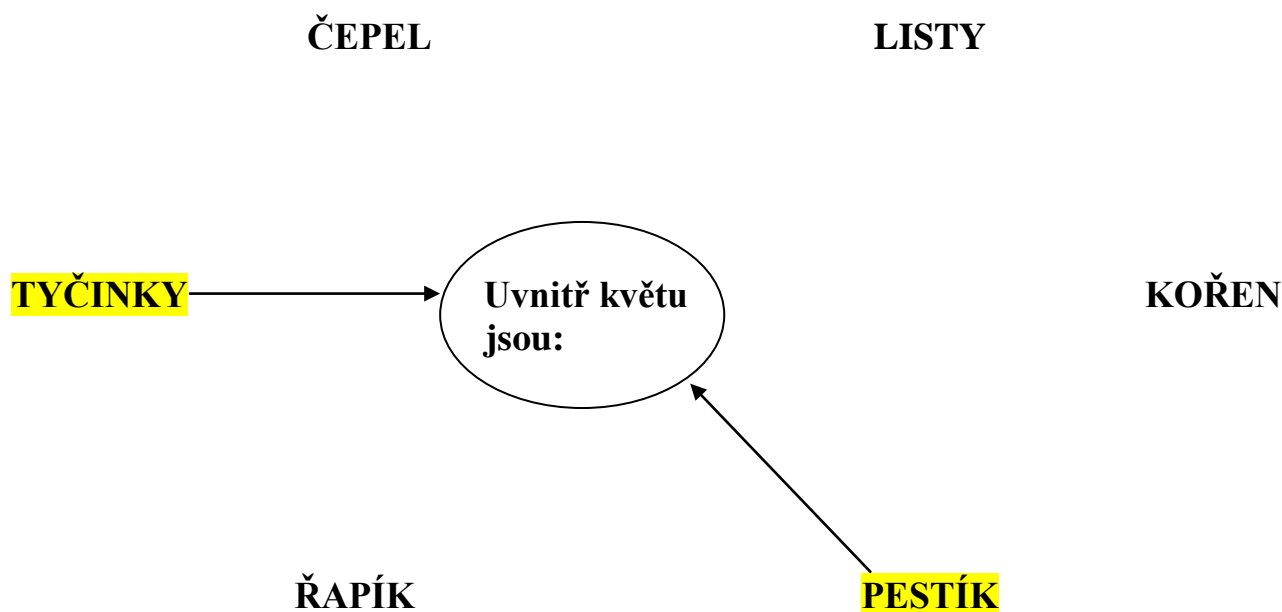 ČEPEL
LISTY
TYČINKY
Uvnitř květu
jsou:
KOŘEN
ŘAPÍK
PESTÍK